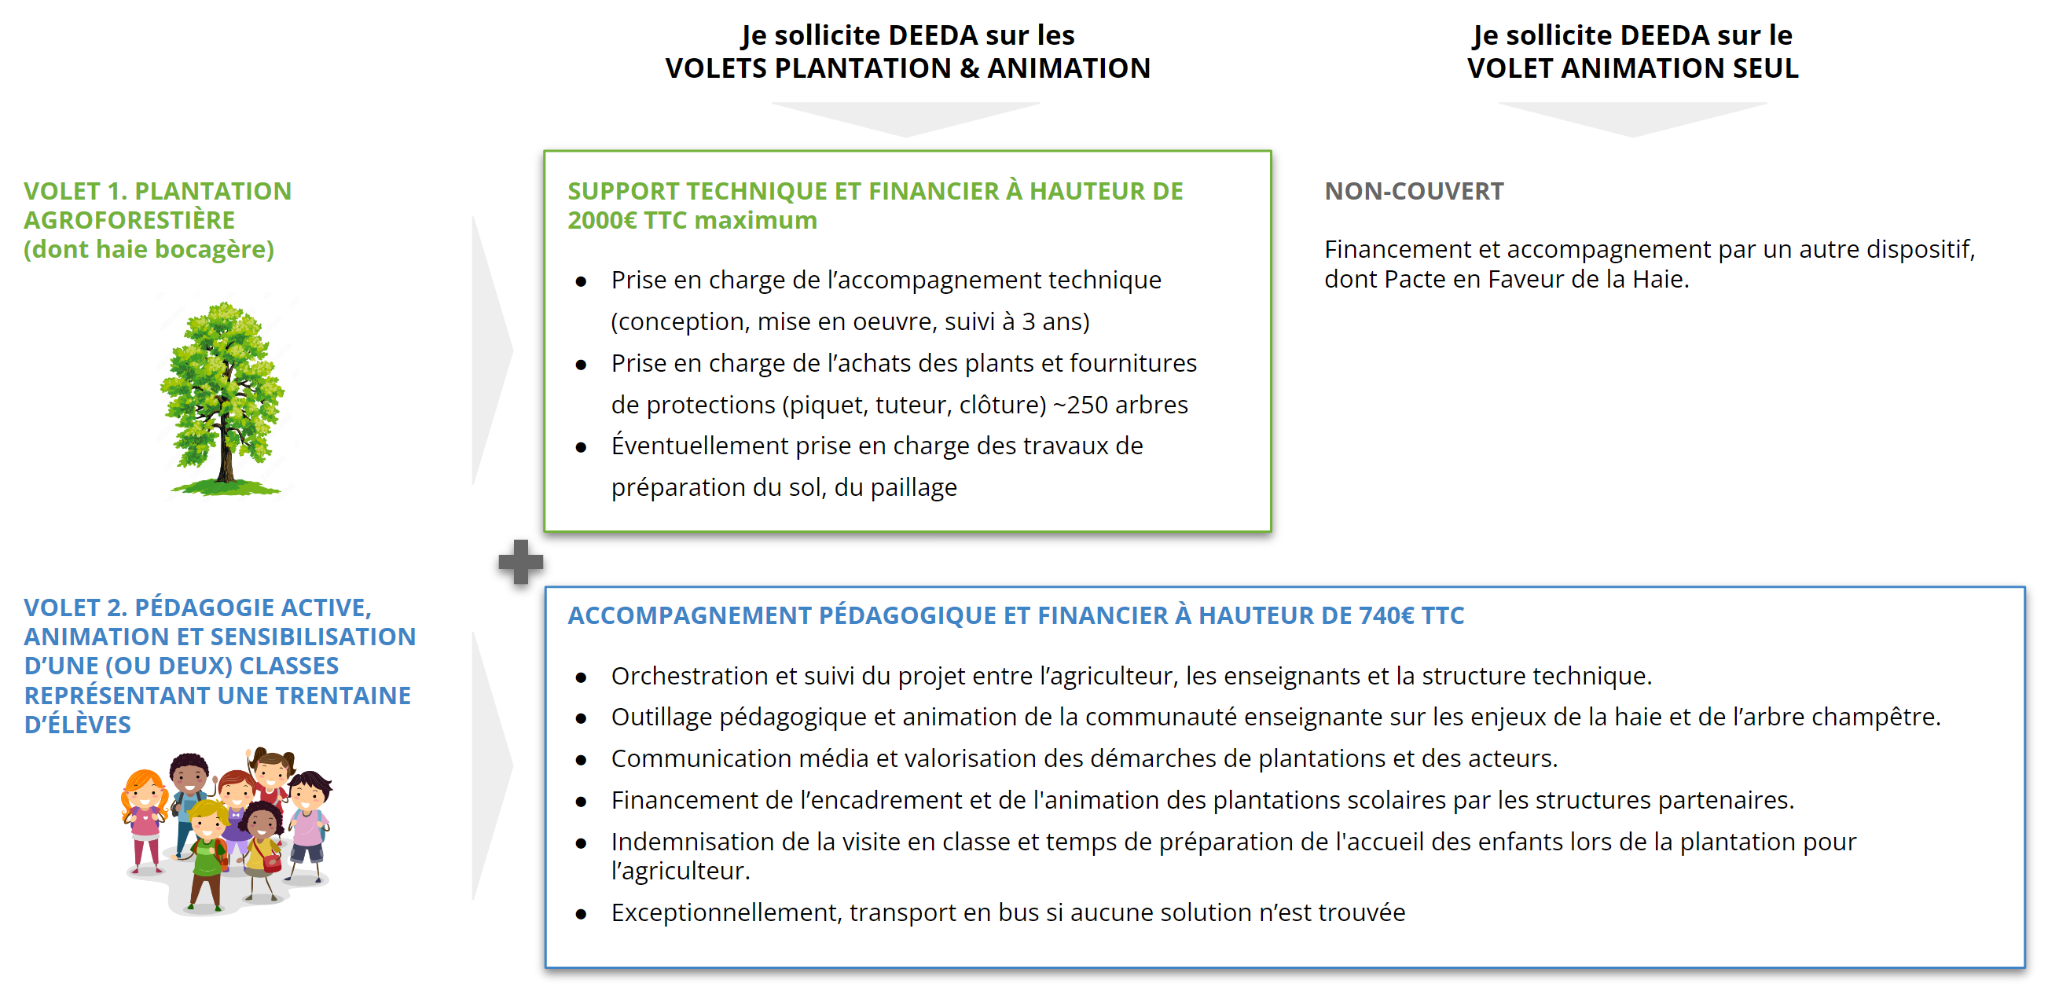 Je sollicite DEEDA sur les
VOLETS PLANTATION & ANIMATION
Je sollicite DEEDA sur le
VOLET ANIMATION SEUL
VOLET 1. PLANTATION
AGROFORESTIÈRE
(dont haie bocagère)
SUPPORT TECHNIQUE ET FINANCIER À HAUTEUR DE
2000€ TTC maximum
● Prise en charge de l’accompagnement technique
(conception, mise en oeuvre, suivi à 3 ans)
● Prise en charge de l’achats des plants et fournitures
de protections (piquet, tuteur, clôture) ~250 arbres
● Éventuellement prise en charge des travaux de
préparation du sol, du paillage
NON-COUVERT
Financement et accompagnement par un autre dispositif,
dont Pacte en Faveur de la Haie.
VOLET 2. PÉDAGOGIE ACTIVE,
ANIMATION ET SENSIBILISATION
D’UNE (OU DEUX) CLASSES
REPRÉSENTANT UNE TRENTAINE
D’ÉLÈVES
ACCOMPAGNEMENT PÉDAGOGIQUE ET FINANCIER À HAUTEUR DE 740€ TTC
● Orchestration et suivi du projet entre l’agriculteur, les enseignants et la structure technique.
● Outillage pédagogique et animation de la communauté enseignante sur les enjeux de la haie et de l’arbre champêtre.
● Communication média et valorisation des démarches de plantations et des acteurs.
● Financement de l’encadrement et de l'animation des plantations scolaires par les structures partenaires.
● Indemnisation de la visite en classe et temps de préparation de l'accueil des enfants lors de la plantation pour
l’agriculteur.
● Exceptionnellement, transport en bus si aucune solution n’est trouvée